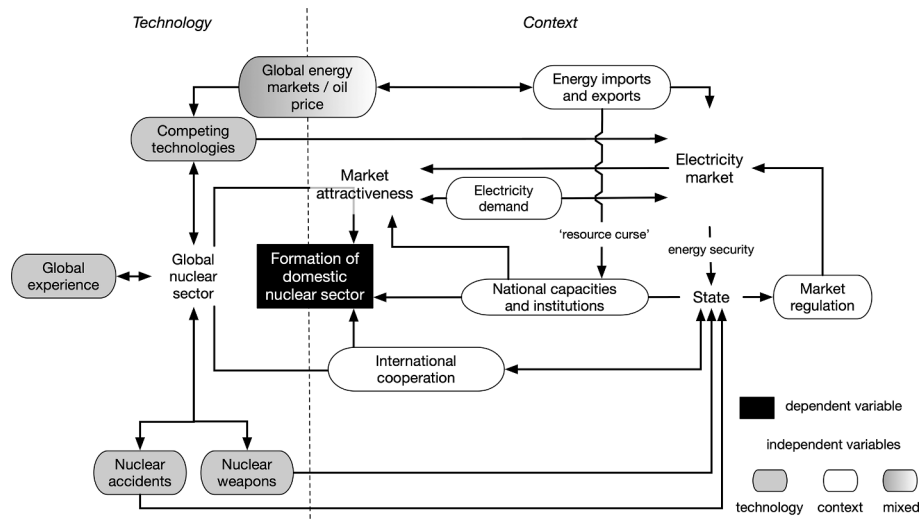 Technology
Context
Global energy
markets / oil
price
Energy imports
and exports
Competing
technologies
Market
attractiveness
Electricity
demand
Electricity
market
'resource curse'
energy security
Global
experience
Global
nuclear
sector
Formation of
domestic
nuclear sector
National capacities
and institutions
State
Market
regulation
International
cooperation
Nuclear
accidents
Nuclear
weapons
dependent variable
independent variables
technology
context
mixed